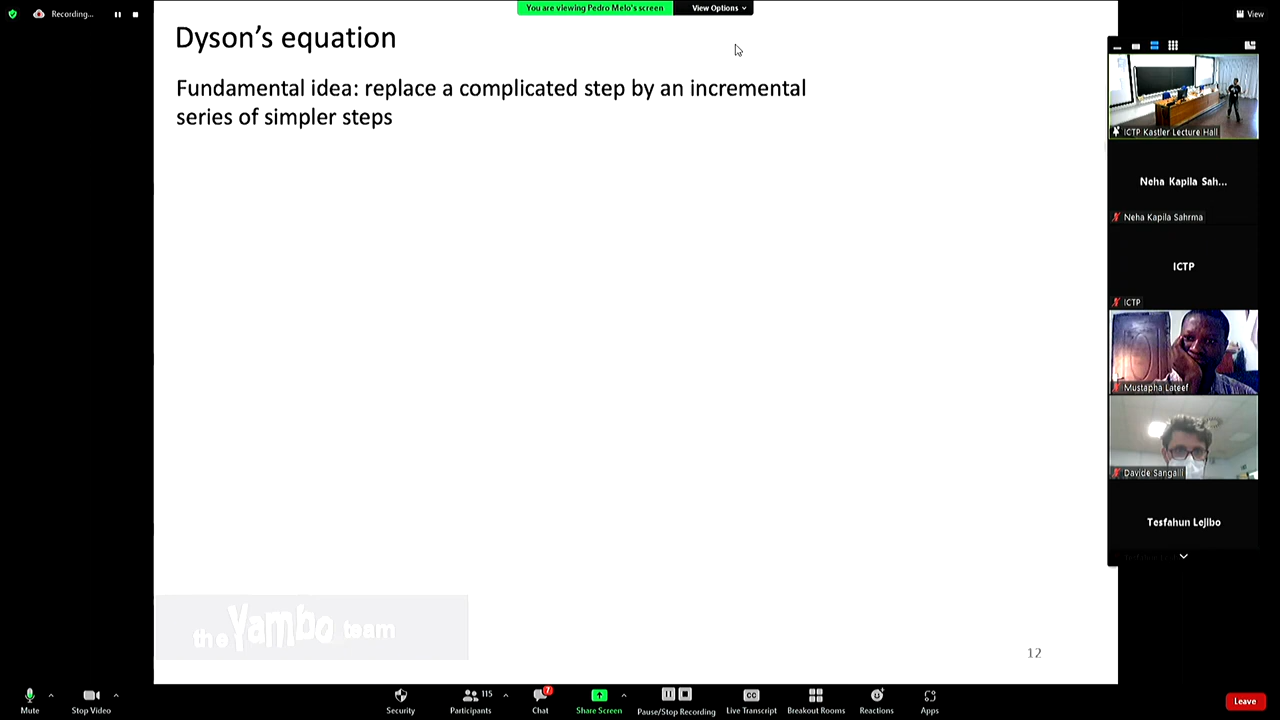 Recording...
You are viewing Pedro Melo's screen
View Options
View
Dyson's equation
Fundamental idea: replace a complicated step by an incremental
series of simpler steps
ICTP Kastler Lecture Hall
Neha Kapila Sah...
Neha Kapila Sahrma
ICTP
ICTP
Mustapha Lateef
Davide Sangalli
Tesfahun Lejibo
the Yambo team
12
Mute
Stop Video
Security
Participants
115
Chat
7
Share Screen
Pause/Stop Recording
CC
Live Transcript
Breakout Rooms
Reactions
Apps
Leave